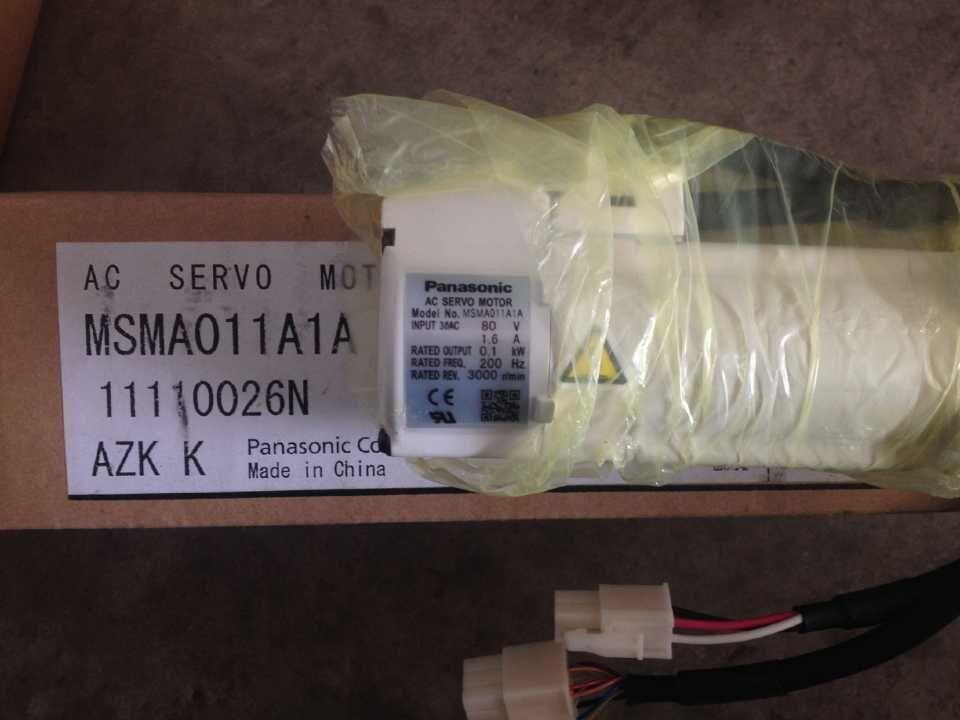 AC SERVO MOT
MSMA011A1A
11110026N
AZK K
Panasonic Co
Made in China
Panasonic
AC SERVO MOTOR
Model No. MSMA011A1A
INPUT 3ØAC 80 V
1.6 A
RATED OUTPUT 0.1 kW
RATED FREQ. 200 Hz
RATED REV. 3000 r/min
CE